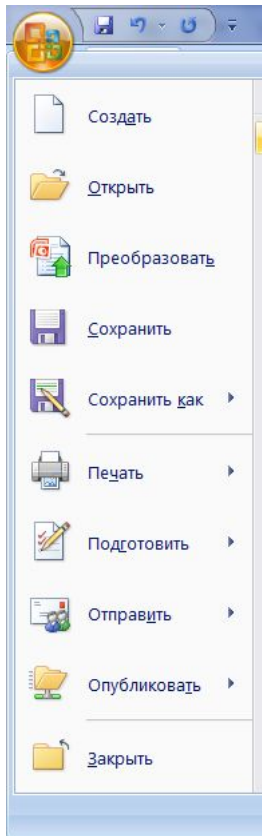 Создать
Открыть
Преобразовать
Сохранить
Сохранить как
Печать
Подготовить
Отправить
Опубликовать
Закрыть